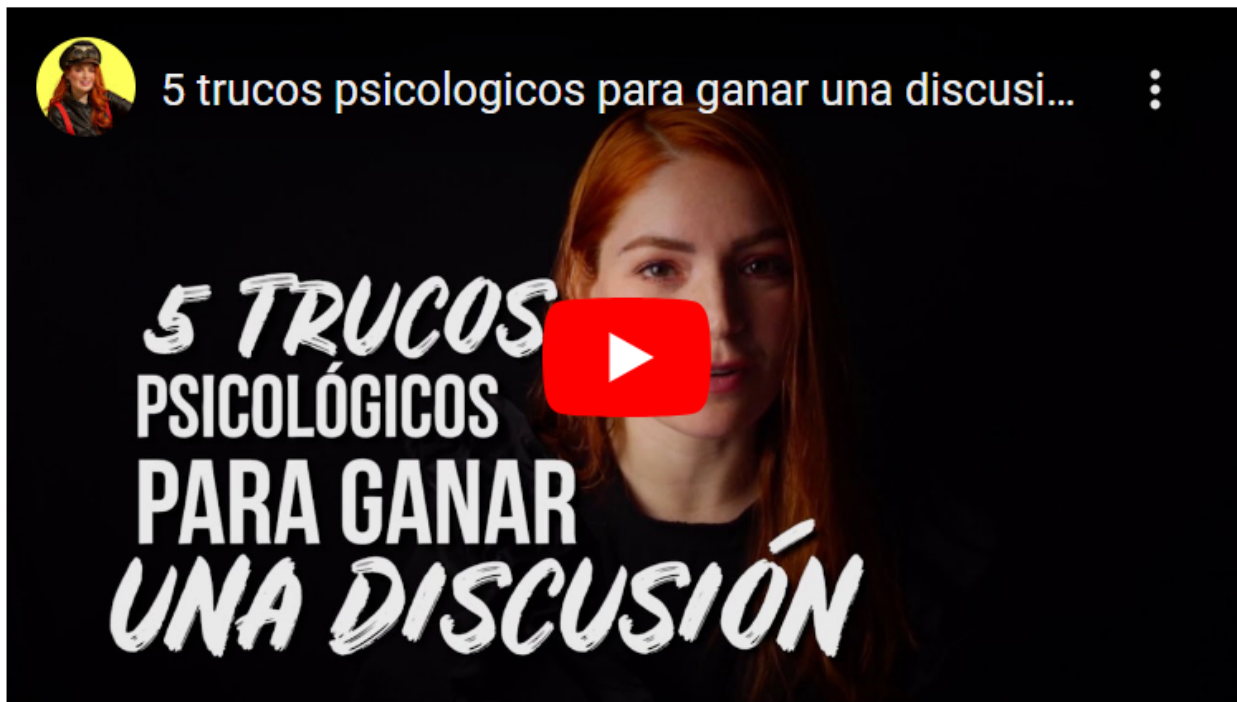 5 trucos psicologicos para ganar una discusi...
5 TRUCOS
PSICOLÓGICOS
PARA GANAR
UNA DISCUSIÓN